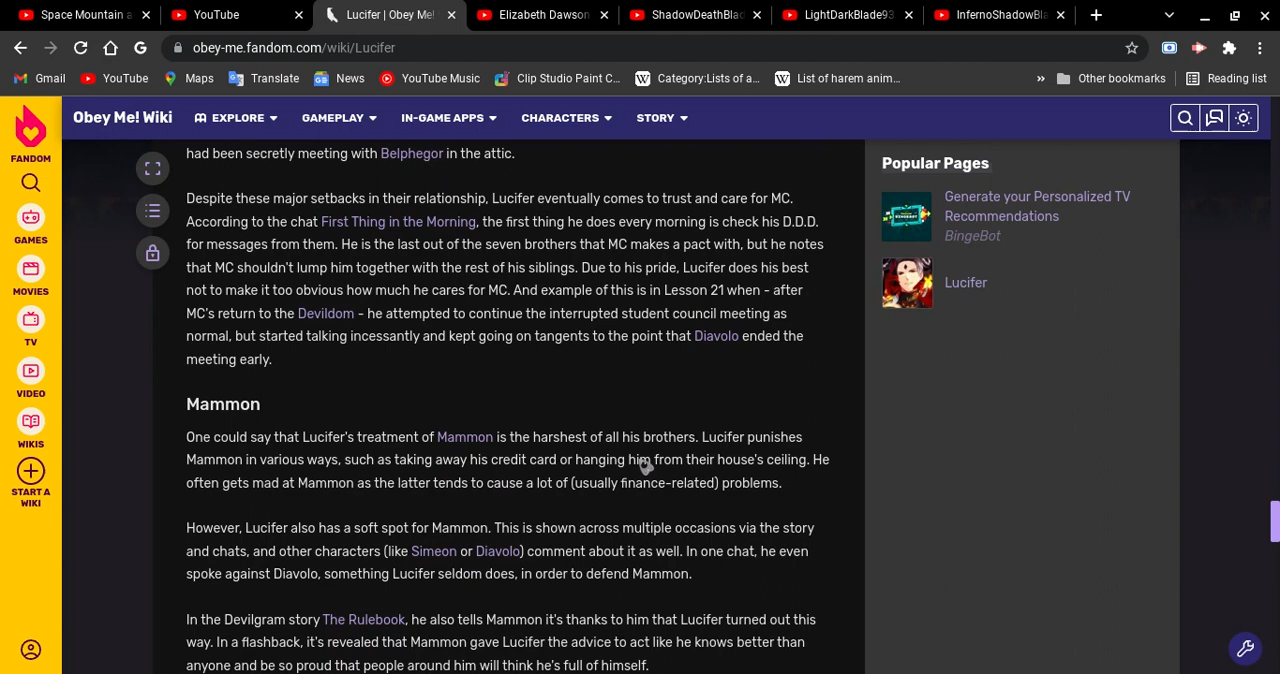 Space Mountain a
YouTube
Lucifer | Obey Me!
Elizabeth Dawson
ShadowDeathBlad
LightDarkBlade93
InfernoShadowBla
obey-me.fandom.com/wiki/Lucifer
Gmail
YouTube
Maps
Translate
News
YouTube Music
Clip Studio Paint C...
Category:Lists of a...
List of harem anim...
»
Other bookmarks
Reading list
FANDOM
GAMES
MOVIES
TV
VIDEO
WIKIS
START A
WIKI
Obey Me! Wiki
EXPLORE
GAMEPLAY
IN-GAME APPS
CHARACTERS
STORY
had been secretly meeting with Belphegor in the attic.
Despite these major setbacks in their relationship, Lucifer eventually comes to trust and care for MC.
According to the chat First Thing in the Morning, the first thing he does every morning is check his D.D.D.
for messages from them. He is the last out of the seven brothers that MC makes a pact with, but he notes
that MC shouldn't lump him together with the rest of his siblings. Due to his pride, Lucifer does his best
not to make it too obvious how much he cares for MC. And example of this is in Lesson 21 when - after
MC's return to the Devildom - he attempted to continue the interrupted student council meeting as
normal, but started talking incessantly and kept going on tangents to the point that Diavolo ended the
meeting early.
Mammon
One could say that Lucifer's treatment of Mammon is the harshest of all his brothers. Lucifer punishes
Mammon in various ways, such as taking away his credit card or hanging him from their house's ceiling. He
often gets mad at Mammon as the latter tends to cause a lot of (usually finance-related) problems.
However, Lucifer also has a soft spot for Mammon. This is shown across multiple occasions via the story
and chats, and other characters (like Simeon or Diavolo) comment about it as well. In one chat, he even
spoke against Diavolo, something Lucifer seldom does, in order to defend Mammon.
In the Devilgram story The Rulebook, he also tells Mammon it's thanks to him that Lucifer turned out this
way. In a flashback, it's revealed that Mammon gave Lucifer the advice to act like he knows better than
anyone and be so proud that people around him will think he's full of himself.
Popular Pages
Generate your Personalized TV
Recommendations
BingeBot
Lucifer